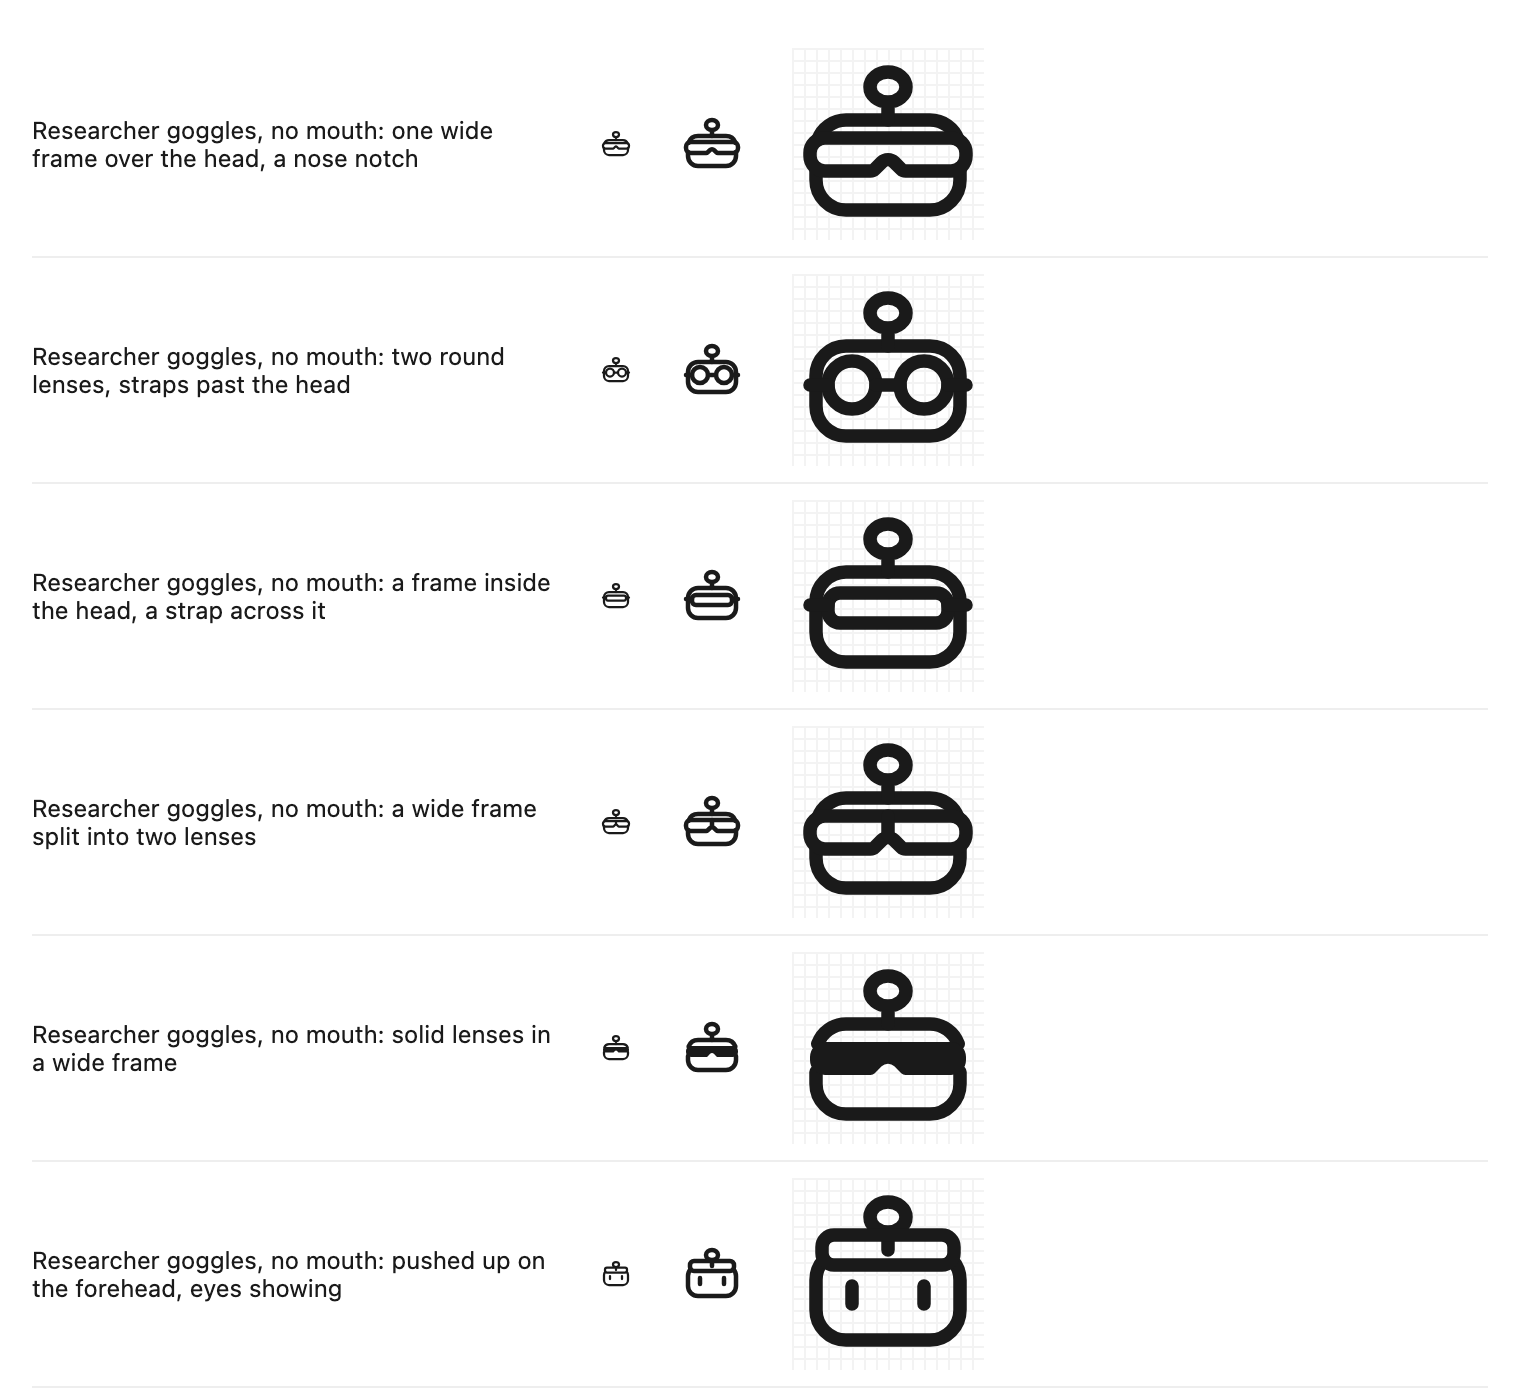 Researcher goggles, no mouth: one wide
frame over the head, a nose notch
Researcher goggles, no mouth: two round
lenses, straps past the head
Researcher goggles, no mouth: a frame inside
the head, a strap across it
Researcher goggles, no mouth: a wide frame
split into two lenses
Researcher goggles, no mouth: solid lenses in
a wide frame
Researcher goggles, no mouth: pushed up on
the forehead, eyes showing